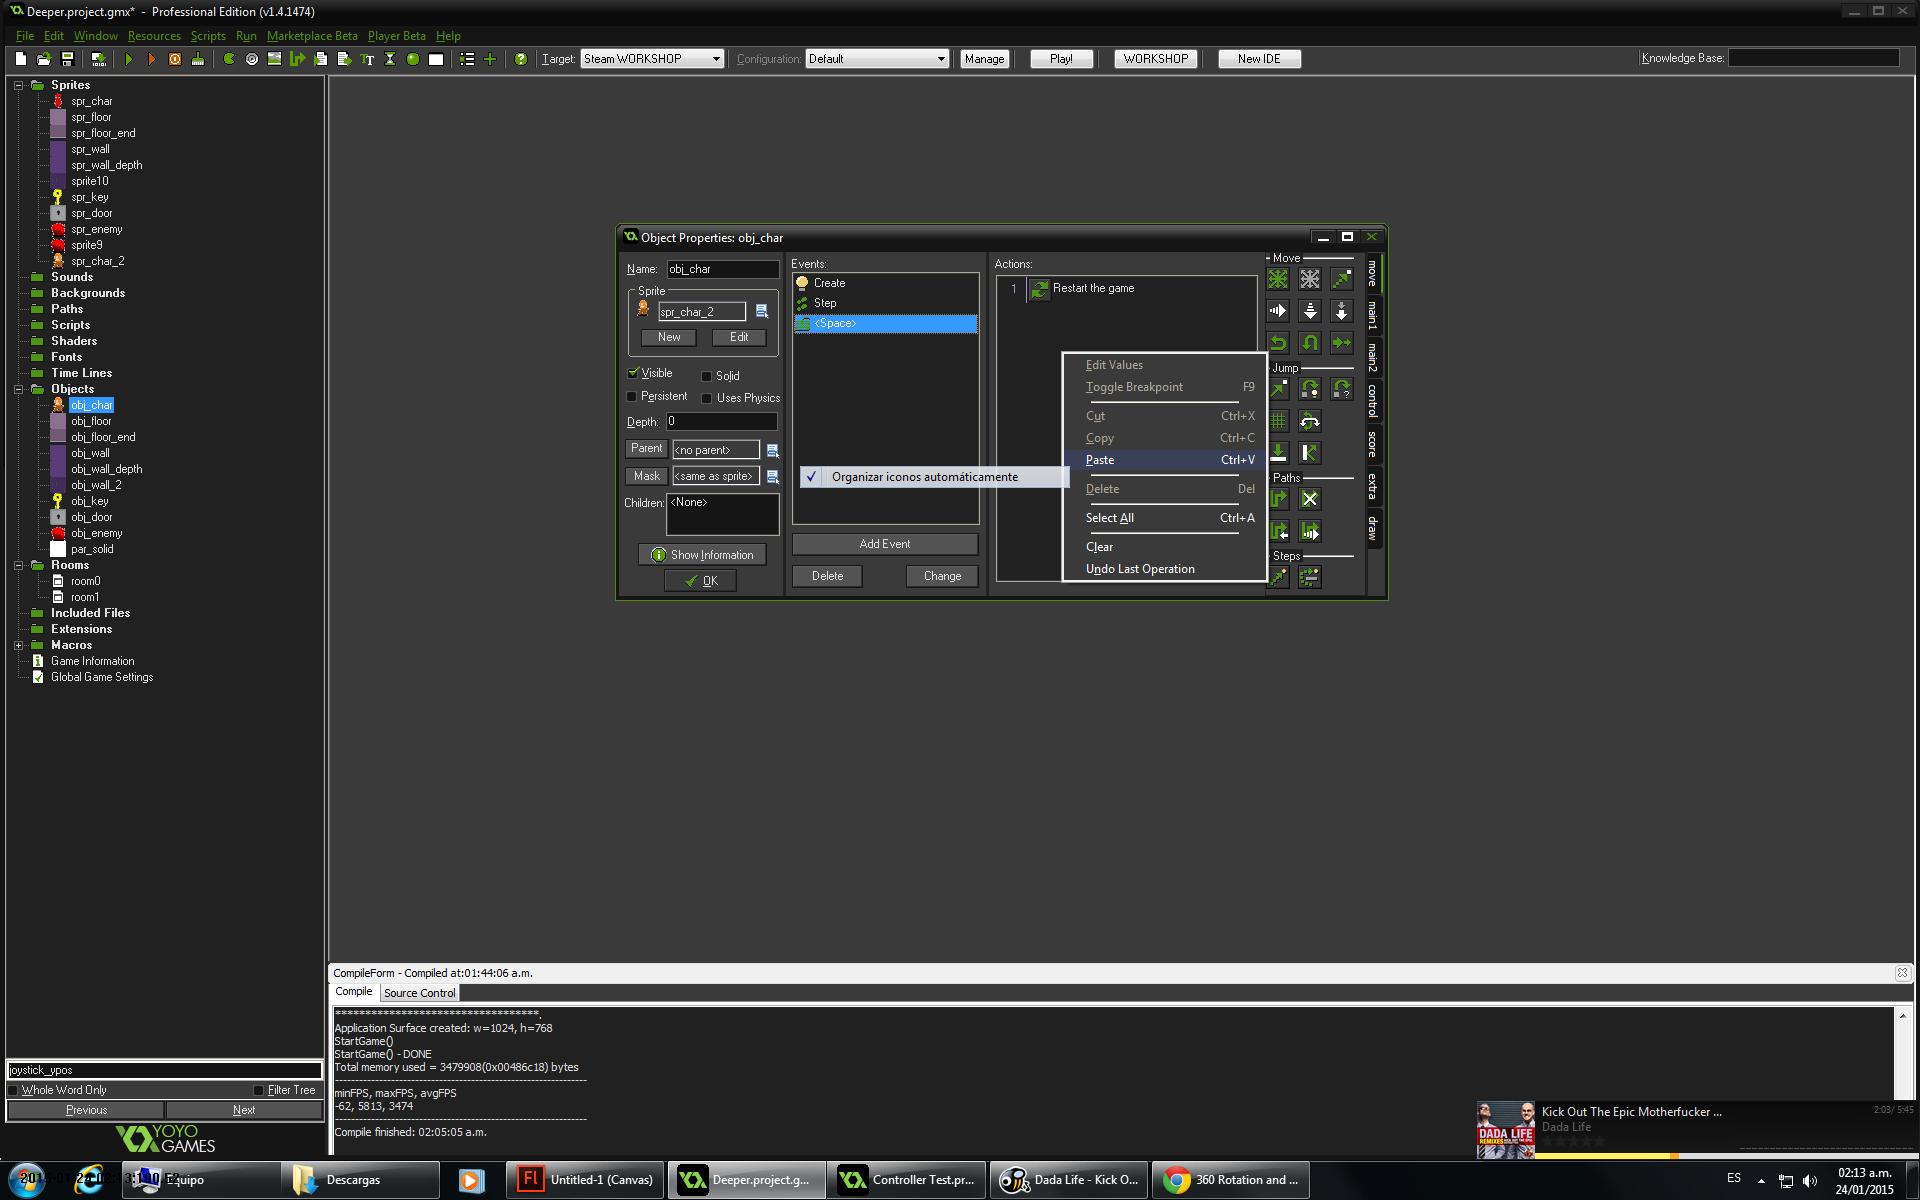 Deeper.project.gmx* - Professional Edition (v1.4.1474)
File Edit Window Resources Scripts Run Marketplace Beta Player Beta Help
Target: Steam WORKSHOP Configuration: Default Manage Play! WORKSHOP New IDE Knowledge Base:
Sprites
spr_char
spr_floor
spr_floor_end
spr_wall
spr_wall_depth
sprite10
spr_key
spr_door
spr_enemy
sprite9
spr_char_2
Sounds
Backgrounds
Paths
Scripts
Shaders
Fonts
Time Lines
Objects
obj_char
obj_floor
obj_floor_end
obj_wall
obj_wall_depth
obj_wall_2
obj_key
obj_door
obj_enemy
par_solid
Rooms
room0
room1
Included Files
Extensions
Macros
Game Information
Global Game Settings
joystick_ypos
Whole Word Only Filter Tree
Previous Next
YOYO GAMES
Object Properties: obj_char
Name: obj_char
Sprite
spr_char_2
New Edit
Visible Solid
Persistent Uses Physics
Depth: 0
Parent <no parent>
Mask <same as sprite>
Children: <None>
Show Information
OK
Events:
Create
Step
<Space>
Organizar iconos automáticamente
Add Event
Delete Change
Actions:
1 Restart the game
Edit Values
Toggle Breakpoint F9
Cut Ctrl+X
Copy Ctrl+C
Paste Ctrl+V
Delete Del
Select All Ctrl+A
Clear
Undo Last Operation
Move
Jump
Paths
Steps
move
main1
main2
control
score
extra
draw
CompileForm - Compiled at:01:44:06 a.m.
Compile Source Control
***********************************.
Application Surface created: w=1024, h=768
StartGame()
StartGame() - DONE
Total memory used = 3479908(0x00486c18) bytes
minFPS, maxFPS, avgFPS
-62, 5813, 3474
Compile finished: 02:05:05 a.m.
DADA LIFE
REMIXES
Kick Out The Epic Motherfucker ...
Dada Life
2:03/ 5:45
Equipo
Descargas
Untitled-1 (Canvas)
Deeper.project.g...
Controller Test.pr...
Dada Life - Kick O...
360 Rotation and ...
ES
02:13 a.m.
24/01/2015